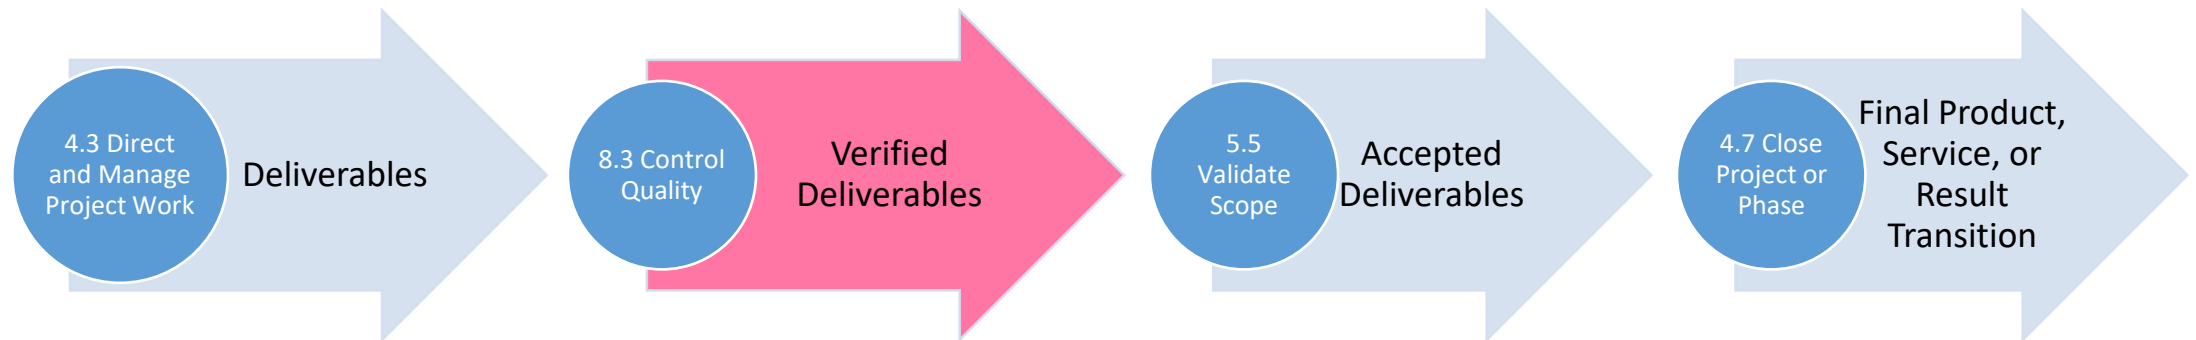 4.3 Direct
and Manage
Project Work
Deliverables
8.3 Control
Quality
Verified
Deliverables
5.5
Validate
Scope
Accepted
Deliverables
4.7 Close
Project or
Phase
Final Product,
Service, or
Result
Transition